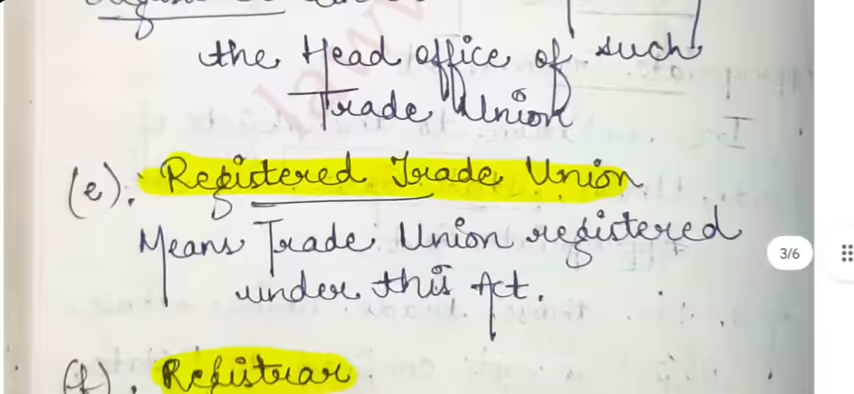 the Head office of such
Trade Union
(e). Registered Trade Union
Means Trade Union registered
under this Act.
3/6
(f). Registrar